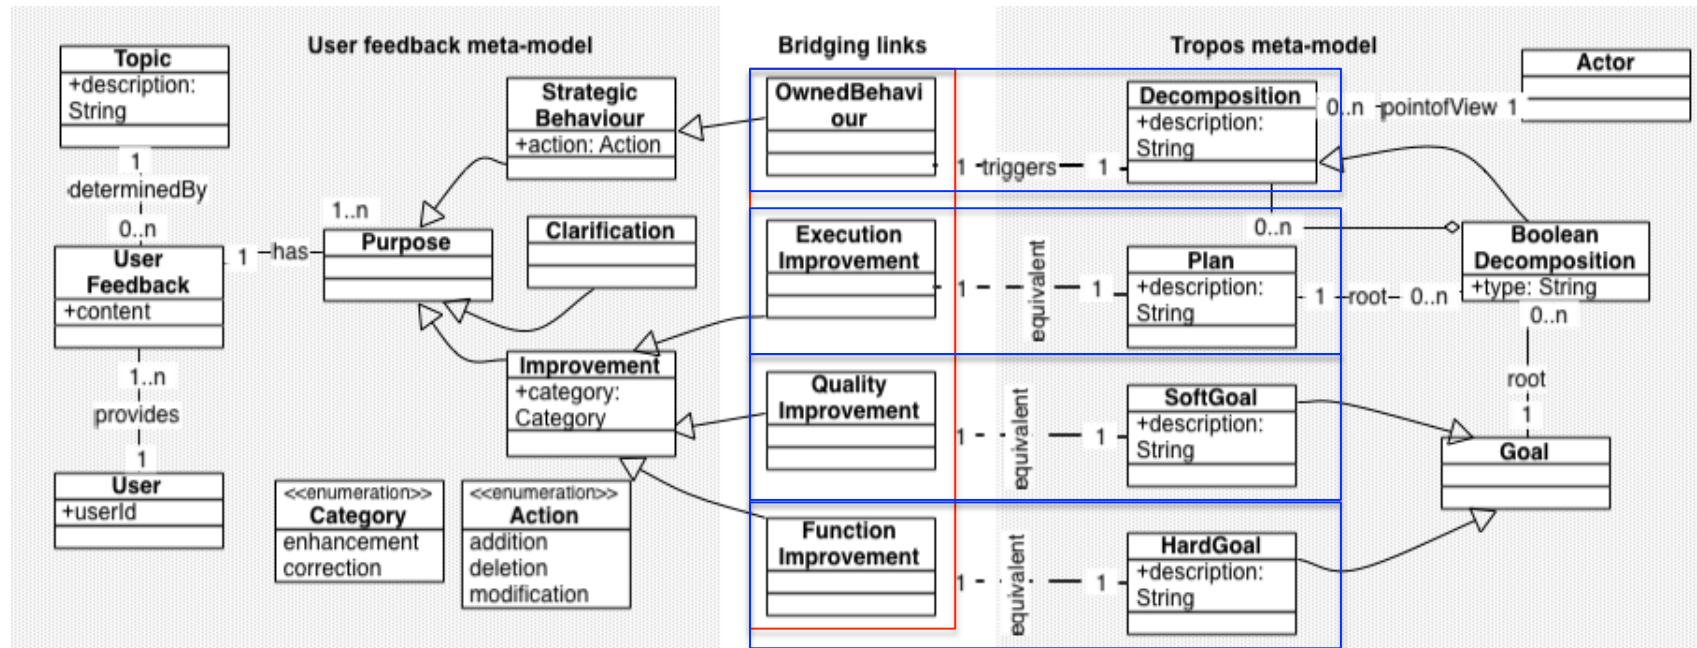 User feedback meta-model
Bridging links
Tropos meta-model
Topic
+description:
String
1
determinedBy
0..n
User
Feedback
+content
1
has
1..n
1..n
provides
1
User
+userId
Strategic
Behaviour
+action: Action
Purpose
Clarification
Improvement
+category:
Category
<<enumeration>>
Category
enhancement
correction
<<enumeration>>
Action
addition
deletion
modification
OwnedBehavi
our
1
triggers
1
Decomposition
+description:
String
0..n
pointofView
1
Actor
Execution
Improvement
1
equivalent
1
Plan
+description:
String
0..n
1
root
0..n
Boolean
Decomposition
+type: String
0..n
root
1
Quality
Improvement
1
equivalent
1
SoftGoal
+description:
String
Goal
Function
Improvement
1
equivalent
1
HardGoal
+description:
String